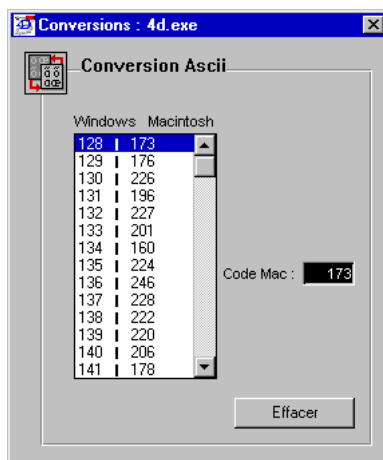 Conversions : 4d.exe
Conversion Ascii
Windows Macintosh
128 | 173
129 | 176
130 | 226
131 | 196
132 | 227
133 | 201
134 | 160
135 | 224
136 | 246
137 | 228
138 | 222
139 | 220
140 | 206
141 | 178
Code Mac : 173
Effacer